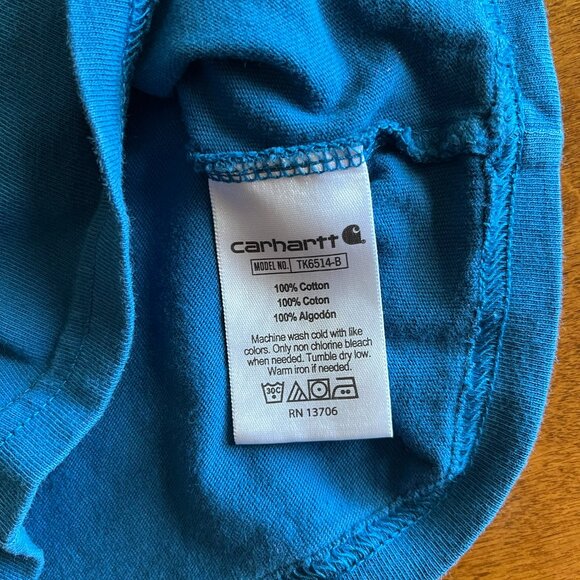 carhartt
MODEL NO. TK6514-B
100% Cotton
100% Coton
100% Algodón
Machine wash cold with like
colors. Only non chlorine bleach
when needed. Tumble dry low.
Warm iron if needed.
30C
RN 13706